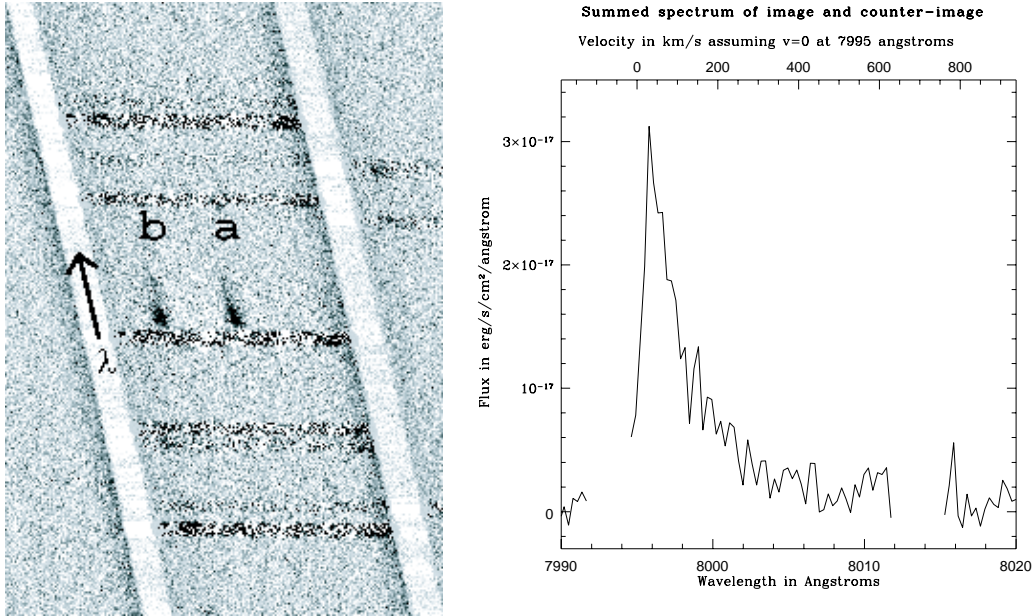 b a
λ
Summed spectrum of image and counter-image
Velocity in km/s assuming v=0 at 7995 angstroms
0 200 400 600 800
Flux in erg/s/cm²/angstrom
3×10⁻¹⁷
2×10⁻¹⁷
10⁻¹⁷
0
7990 8000 8010 8020
Wavelength in Angstroms